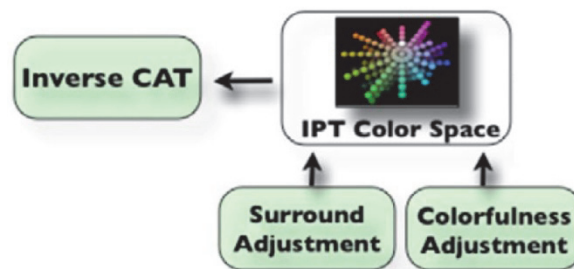 Inverse CAT
IPT Color Space
Surround
Adjustment
Colorfulness
Adjustment